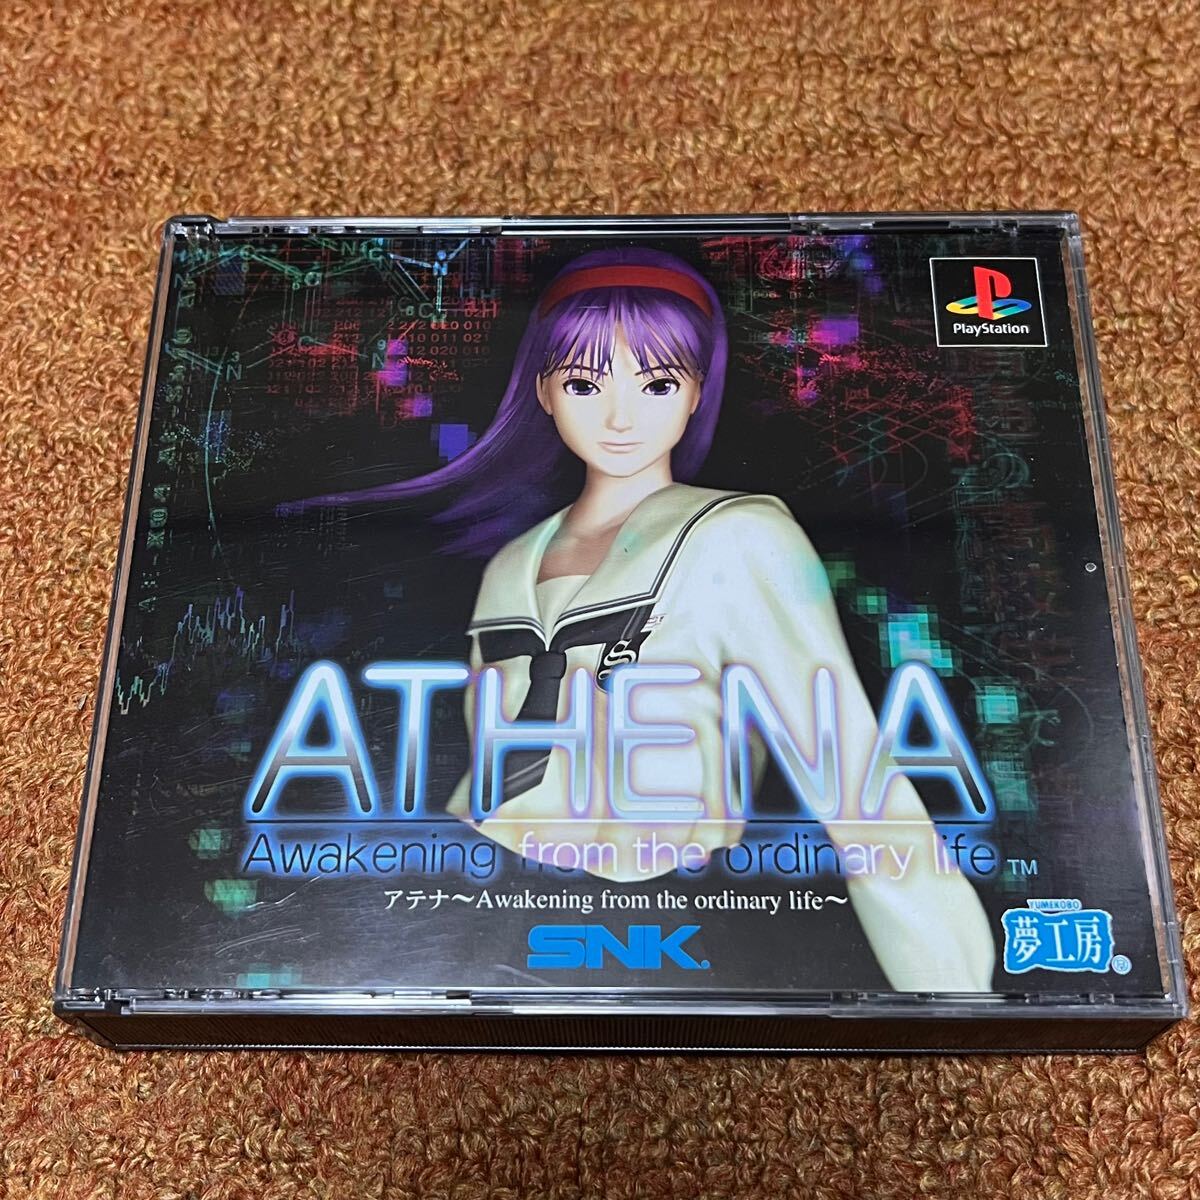 PlayStation
S
ATHENA
Awakening from the ordinary life™
アテナ～Awakening from the ordinary life～
SNK.
YUMEKOBO
夢工房®